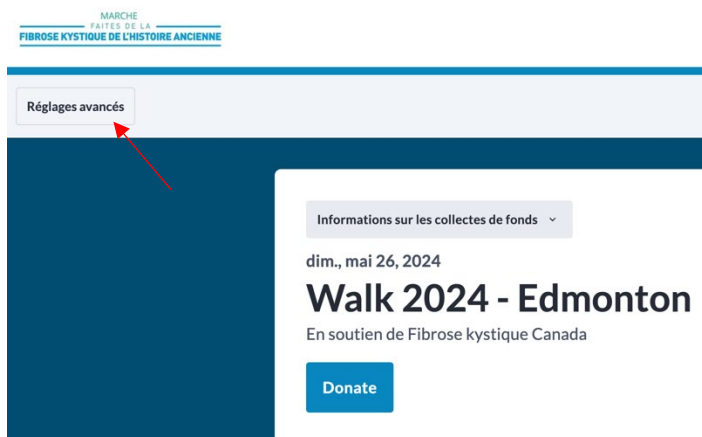 MARCHE
FAITES DE LA
FIBROSE KYSTIQUE DE L'HISTOIRE ANCIENNE
Réglages avancés
Informations sur les collectes de fonds
dim., mai 26, 2024
Walk 2024 - Edmonton
En soutien de Fibrose kystique Canada
Donate